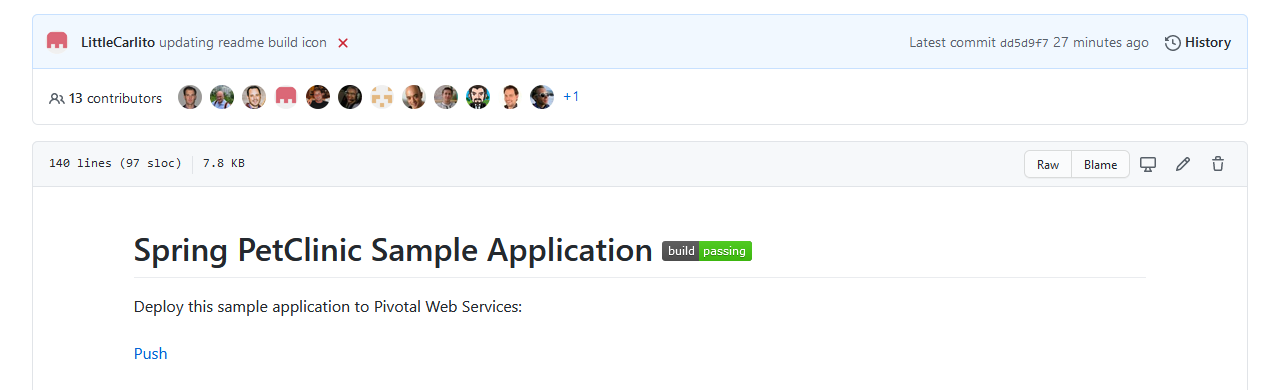 LittleCarlito updating readme build icon
Latest commit dd5d9f7 27 minutes ago History
13 contributors +1
140 lines (97 sloc) 7.8 KB
Raw Blame
Spring PetClinic Sample Application build passing
Deploy this sample application to Pivotal Web Services:
Push